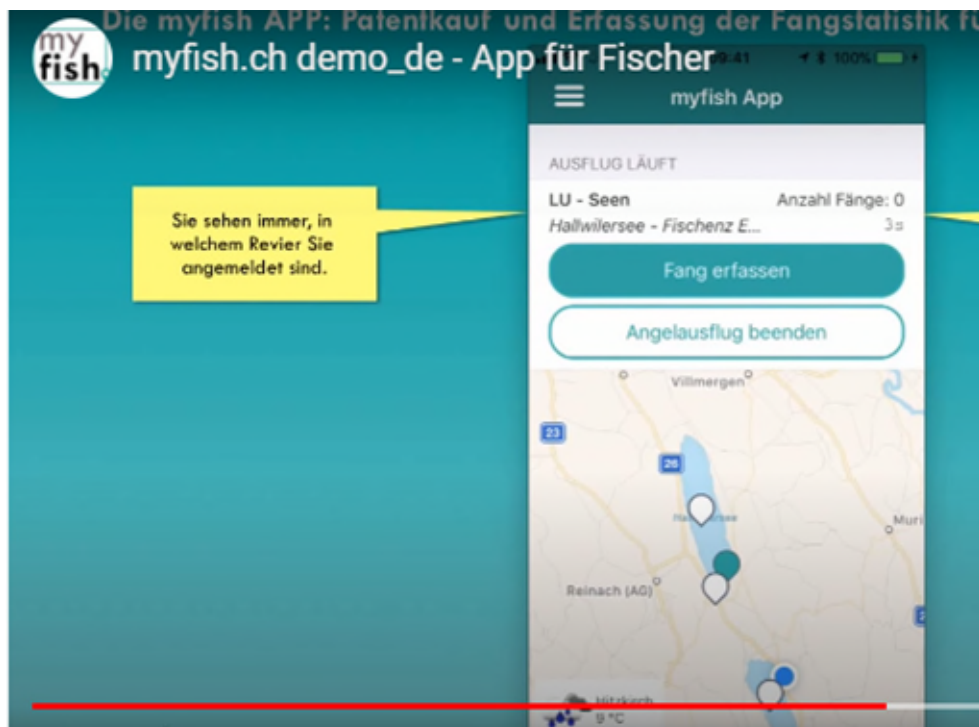 Die myfish APP: Patentkauf und Erfassung der Fangstatistik
my
fish
myfish.ch demo_de - App für Fischer
09:41
100%
myfish App
AUSFLUG LÄUFT
LU - Seen
Anzahl Fänge: 0
Hallwilersee - Fischenz E...
3s
Sie sehen immer, in
welchem Revier Sie
angemeldet sind.
Fang erfassen
Angelausflug beenden
Villmergen
23
26
Muri
Reinach (AG)
Hitzkirch
9 °C